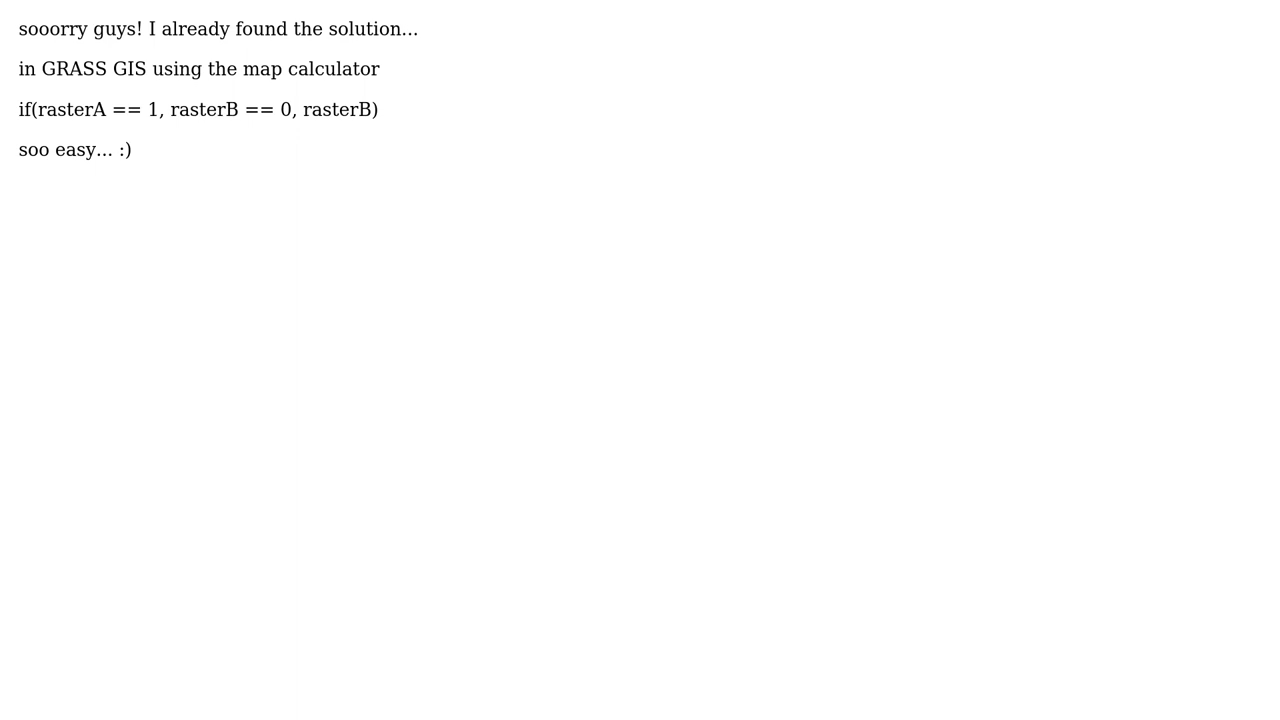 sooorry guys! I already found the solution...
in GRASS GIS using the map calculator
if(rasterA == 1, rasterB == 0, rasterB)
soo easy... :)